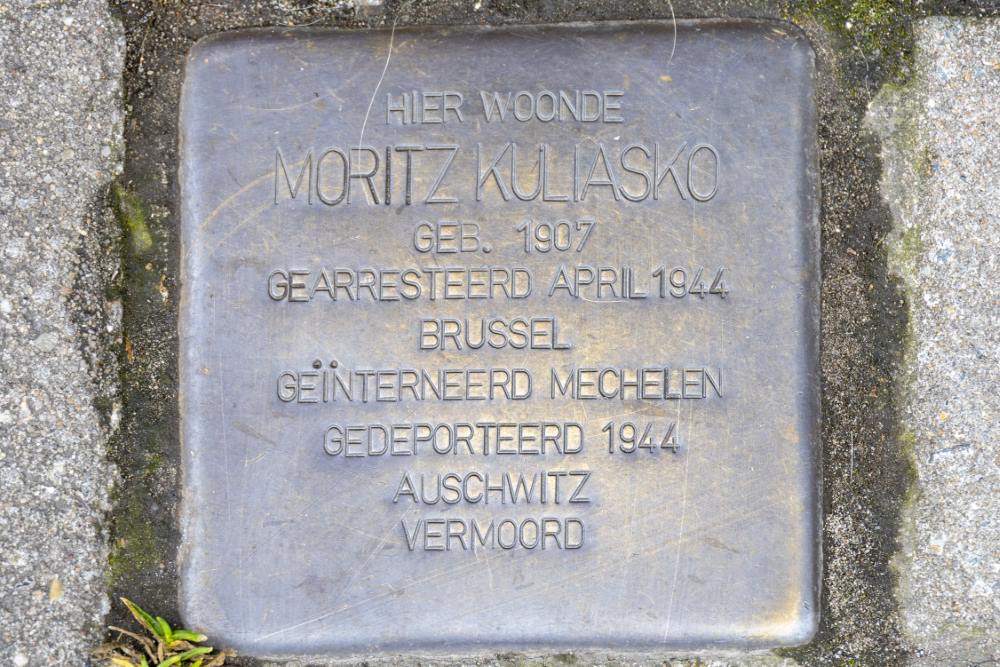 HIER WOONDE
MORITZ KULIASKO
GEB. 1907
GEARRESTEERD APRIL 1944
BRUSSEL
GEÏNTERNEERD MECHELEN
GEDEPORTEERD 1944
AUSCHWITZ
VERMOORD